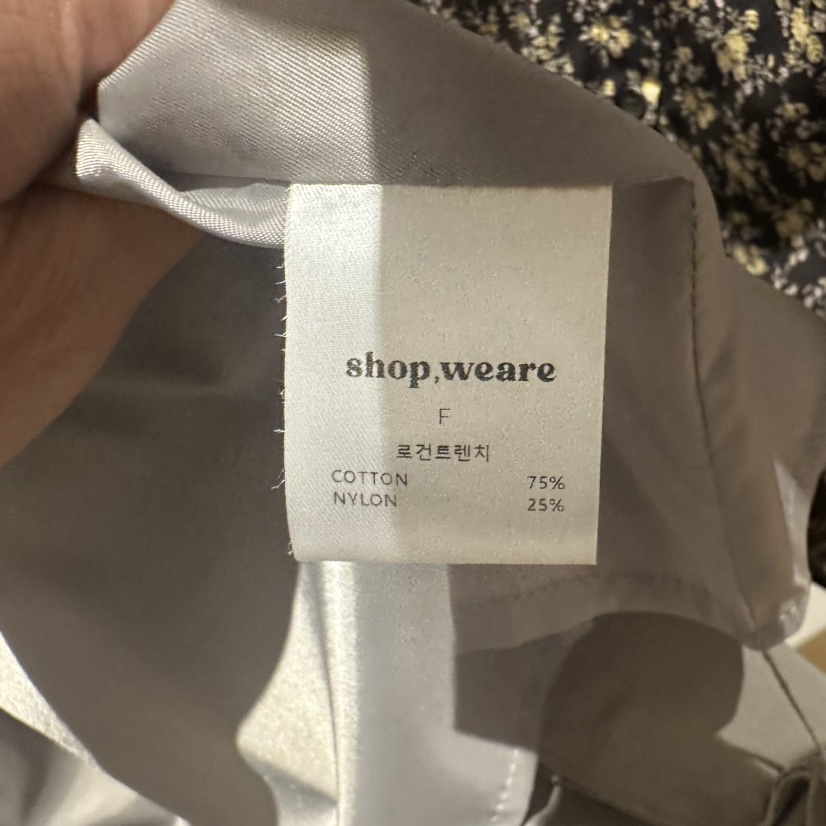 shop,weare
F
로건트렌치
COTTON 75%
NYLON 25%